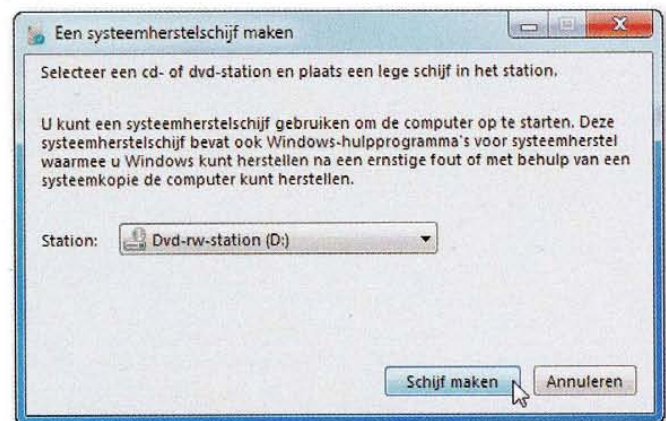 Een systeemherstelschijf maken
Selecteer een cd- of dvd-station en plaats een lege schijf in het station.
U kunt een systeemherstelschijf gebruiken om de computer op te starten. Deze
systeemherstelschijf bevat ook Windows-hulpprogramma's voor systeemherstel
waarmee u Windows kunt herstellen na een ernstige fout of met behulp van een
systeemkopie de computer kunt herstellen.
Station: Dvd-rw-station (D:)
Schijf maken Annuleren